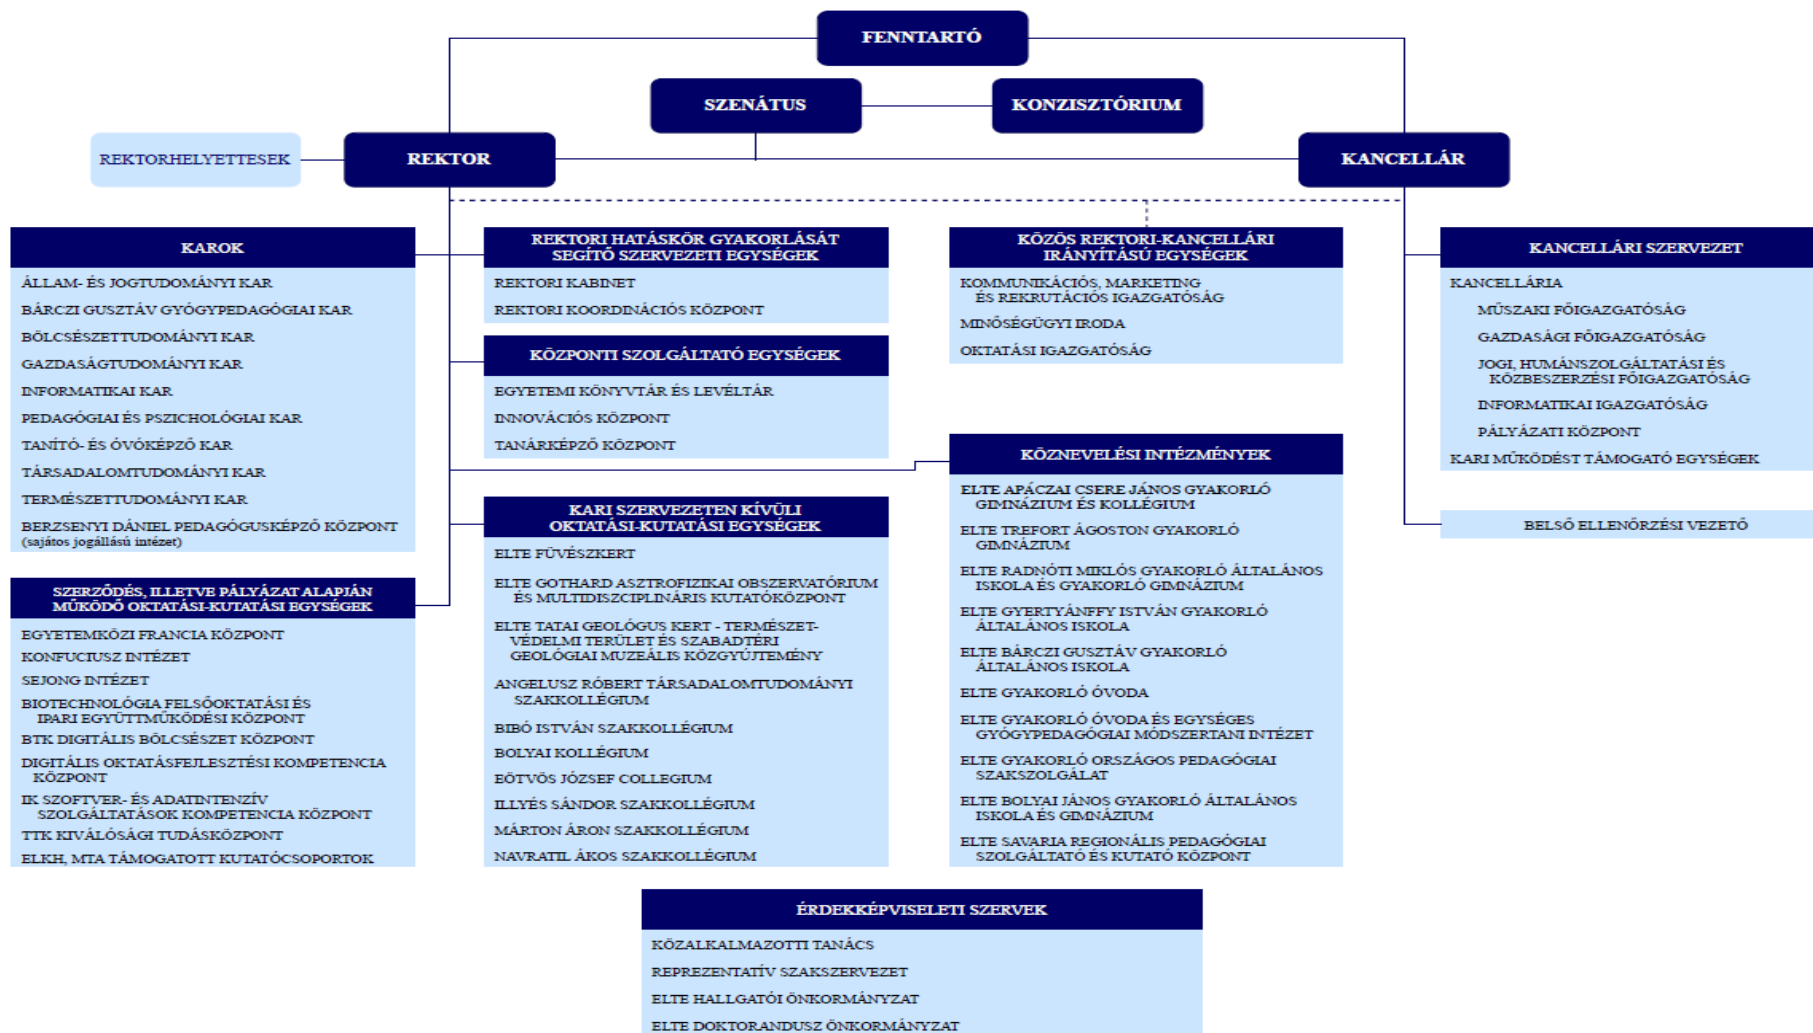 FENNTARTÓ
SZENÁTUS
KONZISZTÓRIUM
REKTORHELYETTESEK
REKTOR
KANCELLÁR
KAROK
ÁLLAM- ÉS JOGTUDOMÁNYI KAR
BÁRCZI GUSZTÁV GYÓGYPEDAGÓGIAI KAR
BÖLCSÉSZETTUDOMÁNYI KAR
GAZDASÁGTUDOMÁNYI KAR
INFORMATIKAI KAR
PEDAGÓGIAI ÉS PSZICHOLÓGIAI KAR
TANÍTÓ- ÉS ÓVÓKÉPZŐ KAR
TÁRSADALOMTUDOMÁNYI KAR
TERMÉSZETTUDOMÁNYI KAR
BERZSENYI DÁNIEL PEDAGÓGUSKÉPZŐ KÖZPONT
(sajátos jogállású intézet)
SZERZŐDÉS, ILLETVE PÁLYÁZAT ALAPJÁN
MŰKÖDŐ OKTATÁSI-KUTATÁSI EGYSÉGEK
EGYETEMKÖZI FRANCIA KÖZPONT
KONFUCIUSZ INTÉZET
SEJONG INTÉZET
BIOTECHNOLÓGIA FELSŐOKTATÁSI ÉS
IPARI EGYÜTTMŰKÖDÉSI KÖZPONT
BTK DIGITÁLIS BÖLCSÉSZET KÖZPONT
DIGITÁLIS OKTATÁSFEJLESZTÉSI KOMPETENCIA
KÖZPONT
IK SZOFTVER- ÉS ADATINTENZÍV
SZOLGÁLTATÁSOK KOMPETENCIA KÖZPONT
TTK KIVÁLÓSÁGI TUDÁSKÖZPONT
ELKH, MTA TÁMOGATOTT KUTATÓCSOPORTOK
REKTORI HATÁSKÖR GYAKORLÁSÁT
SEGÍTŐ SZERVEZETI EGYSÉGEK
REKTORI KABINET
REKTORI KOORDINÁCIÓS KÖZPONT
KÖZPONTI SZOLGÁLTATÓ EGYSÉGEK
EGYETEMI KÖNYVTÁR ÉS LEVÉLTÁR
INNOVÁCIÓS KÖZPONT
TANÁRKÉPZŐ KÖZPONT
KARI SZERVEZETEN KÍVÜLI
OKTATÁSI-KUTATÁSI EGYSÉGEK
ELTE FÜVÉSZKERT
ELTE GOTHARD ASZTROFIZIKAI OBSZERVATÓRIUM
ÉS MULTIDISZCIPLINÁRIS KUTATÓKÖZPONT
ELTE TATAI GEOLÓGUS KERT - TERMÉSZET-
VÉDELMI TERÜLET ÉS SZABADTÉRI
GEOLÓGIAI MUZEÁLIS KÖZGYŰJTEMÉNY
ANGELUSZ RÓBERT TÁRSADALOMTUDOMÁNYI
SZAKKOLLÉGIUM
BIBÓ ISTVÁN SZAKKOLLÉGIUM
BOLYAI KOLLÉGIUM
EÖTVÖS JÓZSEF COLLEGIUM
ILLYÉS SÁNDOR SZAKKOLLÉGIUM
MÁRTON ÁRON SZAKKOLLÉGIUM
NAVRATIL ÁKOS SZAKKOLLÉGIUM
KÖZÖS REKTORI-KANCELLÁRI
IRÁNYÍTÁSÚ EGYSÉGEK
KOMMUNIKÁCIÓS, MARKETING
ÉS REKRUTÁCIÓS IGAZGATÓSÁG
MINŐSÉGÜGYI IRODA
OKTATÁSI IGAZGATÓSÁG
KÖZNEVELÉSI INTÉZMÉNYEK
ELTE APÁCZAI CSERE JÁNOS GYAKORLÓ
GIMNÁZIUM ÉS KOLLÉGIUM
ELTE TREFORT ÁGOSTON GYAKORLÓ
GIMNÁZIUM
ELTE RADNÓTI MIKLÓS GYAKORLÓ ÁLTALÁNOS
ISKOLA ÉS GYAKORLÓ GIMNÁZIUM
ELTE GYERTYÁNFFY ISTVÁN GYAKORLÓ
ÁLTALÁNOS ISKOLA
ELTE BÁRCZI GUSZTÁV GYAKORLÓ
ÁLTALÁNOS ISKOLA
ELTE GYAKORLÓ ÓVODA
ELTE GYAKORLÓ ÓVODA ÉS EGYSÉGES
GYÓGYPEDAGÓGIAI MÓDSZERTANI INTÉZET
ELTE GYAKORLÓ ORSZÁGOS PEDAGÓGIAI
SZAKSZOLGÁLAT
ELTE BOLYAI JÁNOS GYAKORLÓ ÁLTALÁNOS
ISKOLA ÉS GIMNÁZIUM
ELTE SAVARIA REGIONÁLIS PEDAGÓGIAI
SZOLGÁLTATÓ ÉS KUTATÓ KÖZPONT
KANCELLÁRI SZERVEZET
KANCELLÁRIA
MŰSZAKI FŐIGAZGATÓSÁG
GAZDASÁGI FŐIGAZGATÓSÁG
JOGI, HUMÁNSZOLGÁLTATÁSI ÉS
KÖZBESZERZÉSI FŐIGAZGATÓSÁG
INFORMATIKAI IGAZGATÓSÁG
PÁLYÁZATI KÖZPONT
KARI MŰKÖDÉST TÁMOGATÓ EGYSÉGEK
BELSŐ ELLENŐRZÉSI VEZETŐ
ÉRDEKKÉPVISELETI SZERVEK
KÖZALKALMAZOTTI TANÁCS
REPREZENTATÍV SZAKSZERVEZET
ELTE HALLGATÓI ÖNKORMÁNYZAT
ELTE DOKTORANDUSZ ÖNKORMÁNYZAT